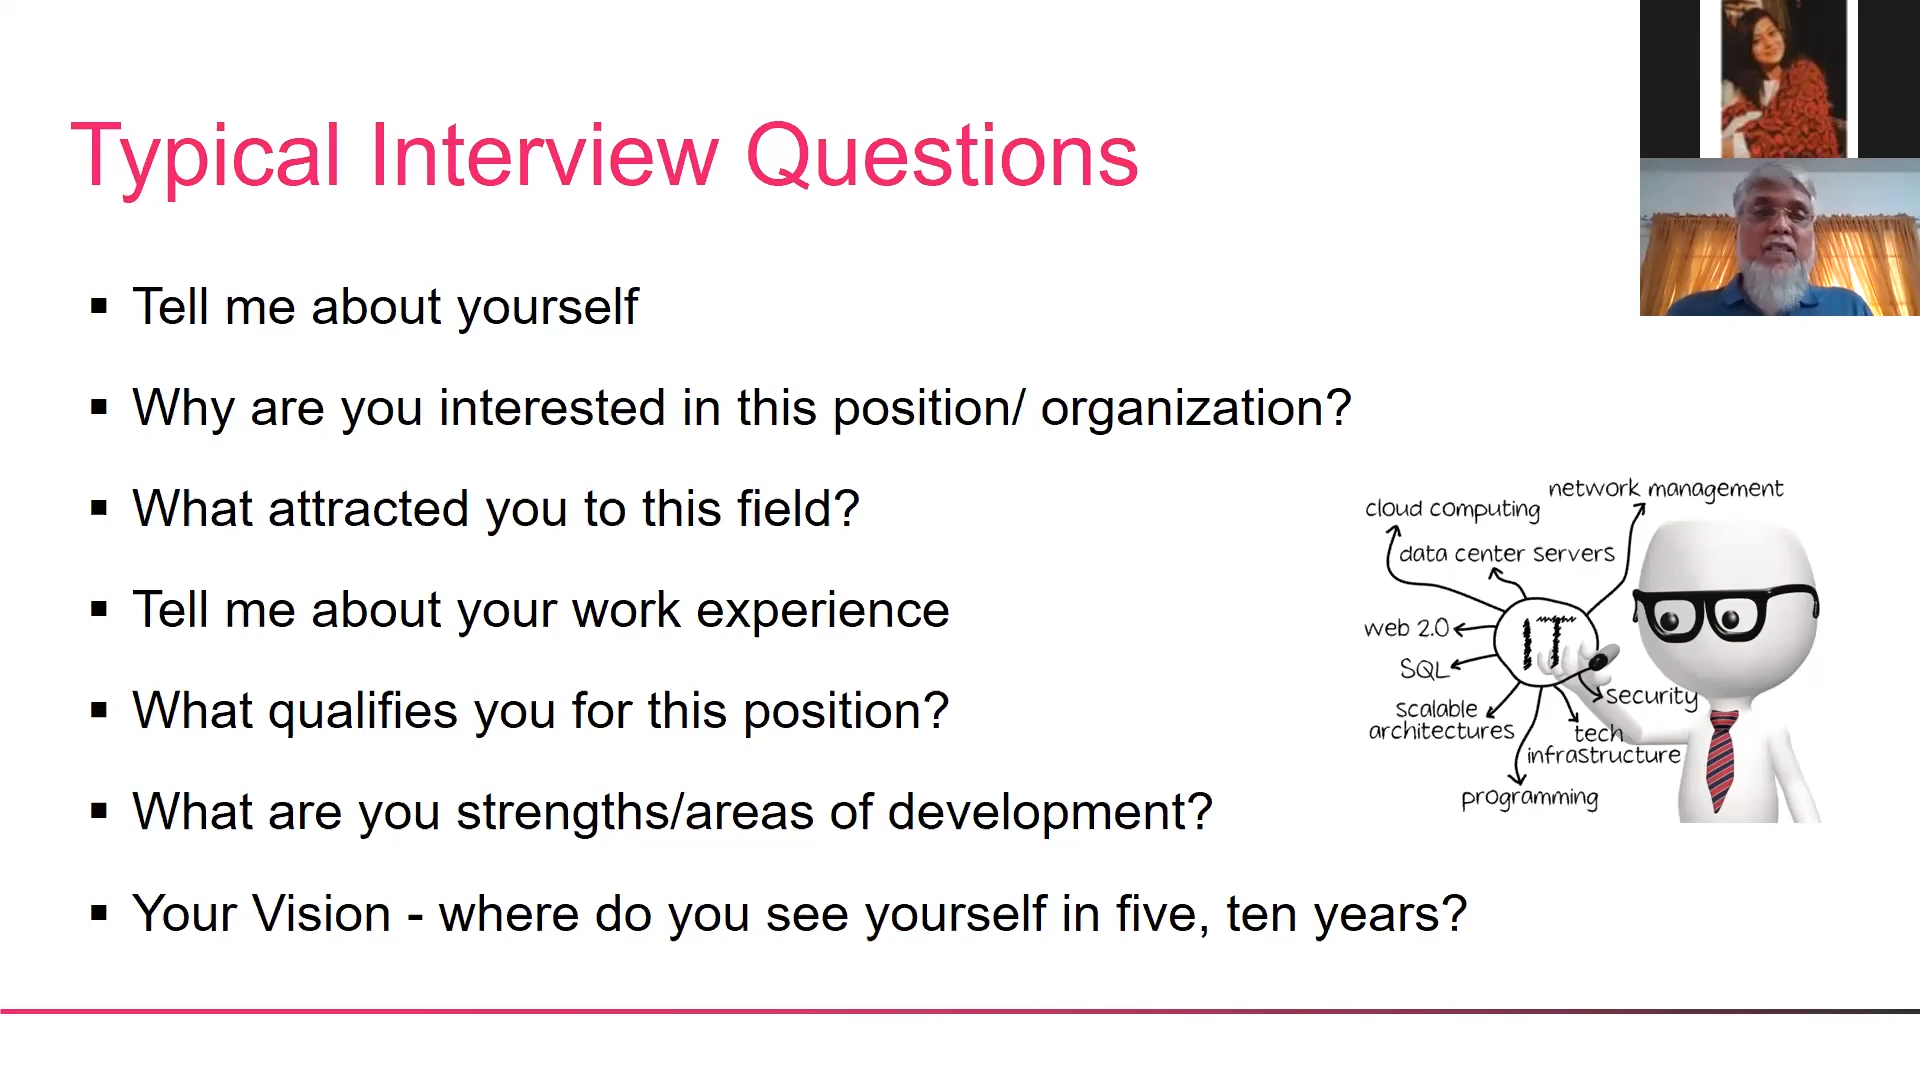 Typical Interview Questions
▪ Tell me about yourself
▪ Why are you interested in this position/ organization?
▪ What attracted you to this field?
▪ Tell me about your work experience
▪ What qualifies you for this position?
▪ What are you strengths/areas of development?
▪ Your Vision - where do you see yourself in five, ten years?
network management
cloud computing
data center servers
IT
web 2.0
SQL
security
scalable
architectures
tech
infrastructure
programming